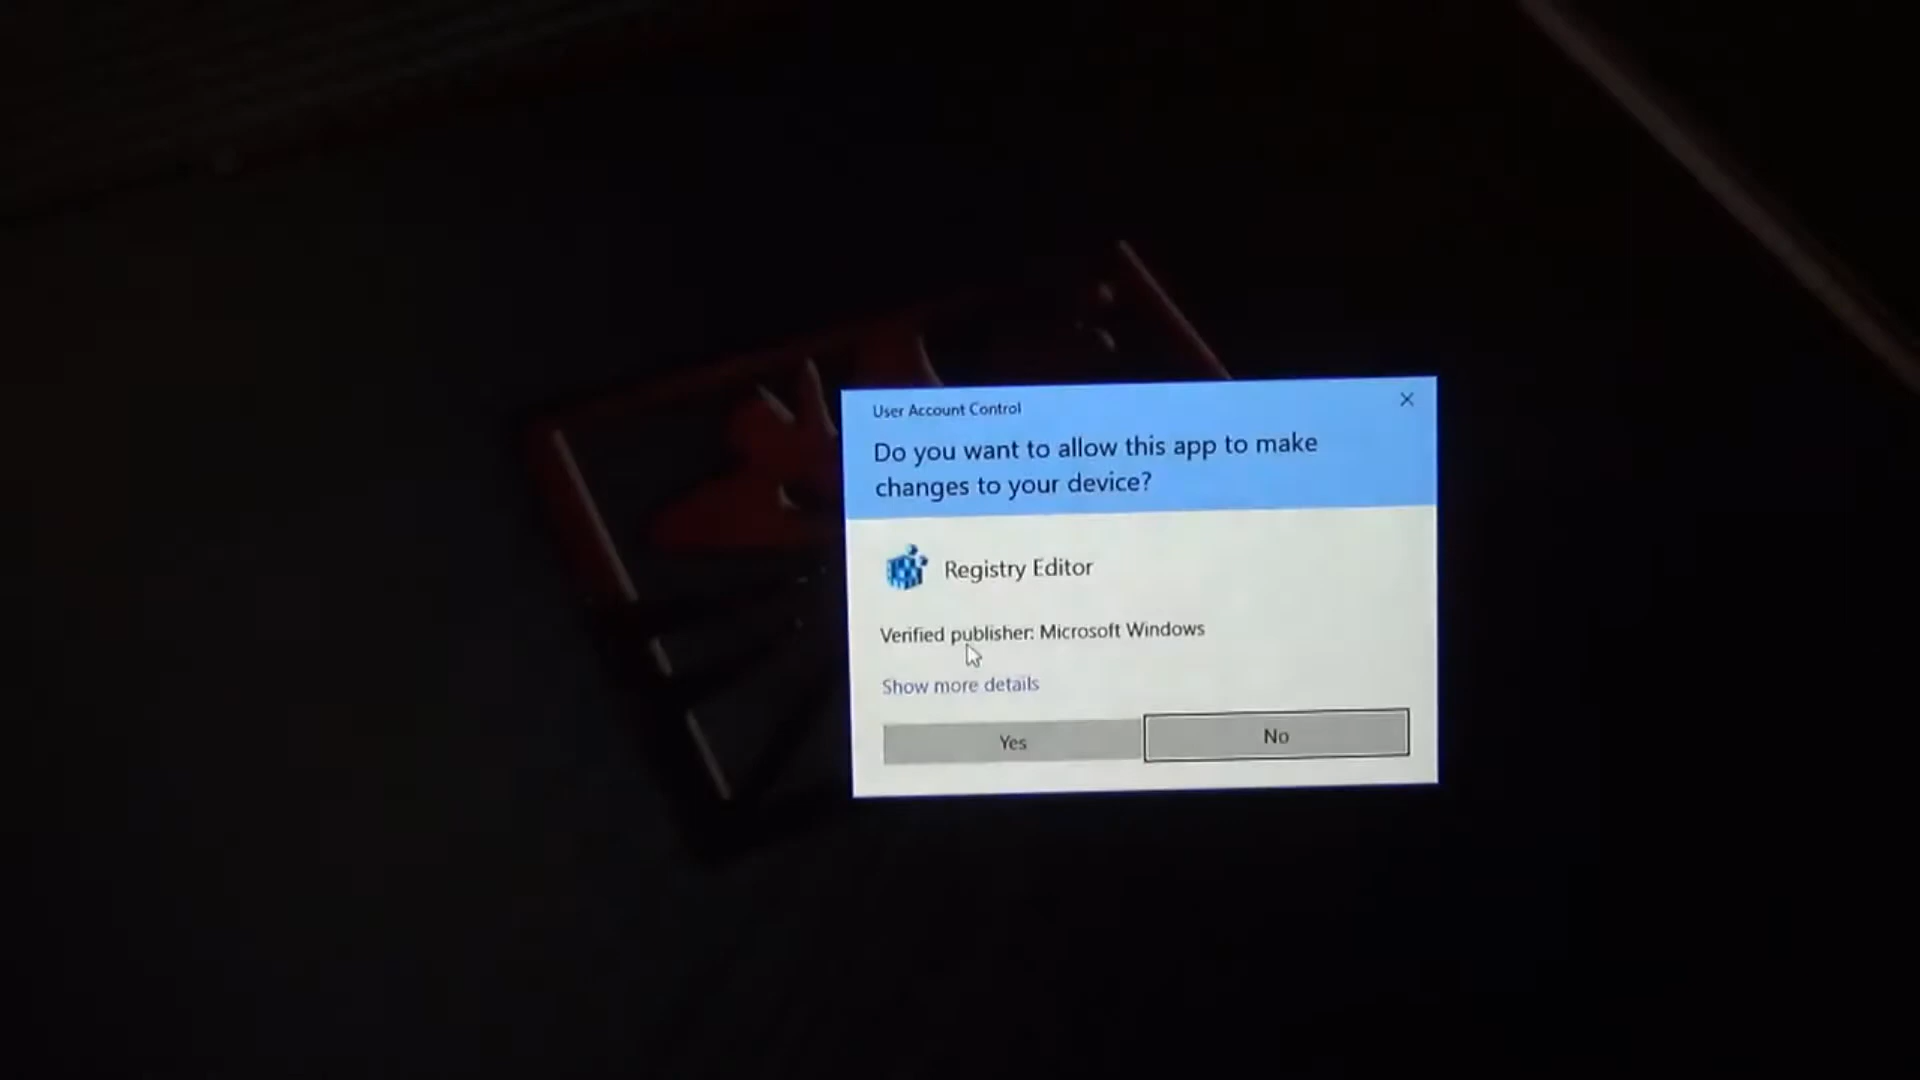 User Account Control
Do you want to allow this app to make
changes to your device?
Registry Editor
Verified publisher: Microsoft Windows
Show more details
Yes
No